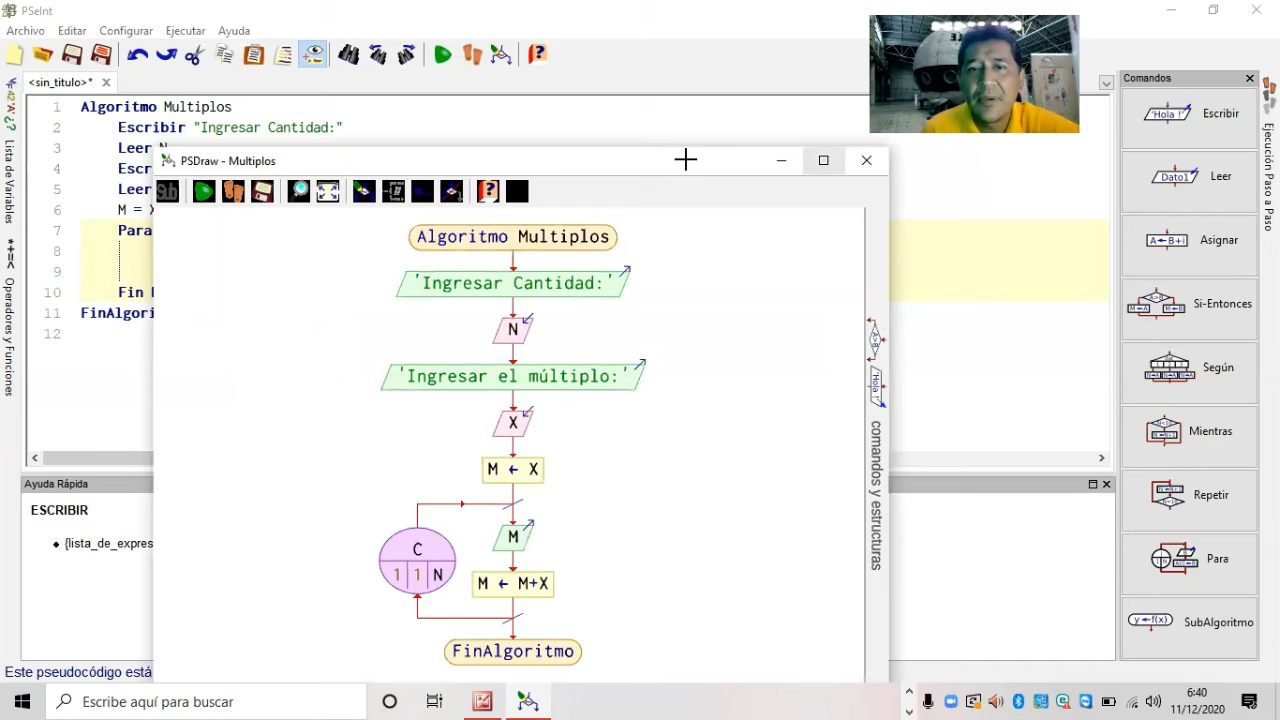 PSeInt
Archivo Editar Configurar Ejecutar Ayuda
<sin_titulo>*
1 Algoritmo Multiplos
2 Escribir "Ingresar Cantidad:"
3 Leer N
4 Escr
5 Leer
6 M = X
7 Para
8
9
10 Fin
11 FinAlgori
12
Lista de Variables
Operadores y Funciones
PSDraw - Multiplos
Sub
Algoritmo Multiplos
'Ingresar Cantidad:'
N
'Ingresar el múltiplo:'
X
M ← X
C
1 1 N
M
M ← M+X
FinAlgoritmo
comandos y estructuras
Comandos
'Hola !' Escribir
Dato1 Leer
A←B+i Asignar
Si-Entonces
Según
Mientras
Repetir
Para
y←f(x) SubAlgoritmo
Ejecución Paso a Paso
Ayuda Rápida
ESCRIBIR
{lista_de_expres
Este pseudocódigo está
Escribe aquí para buscar
6:40
11/12/2020